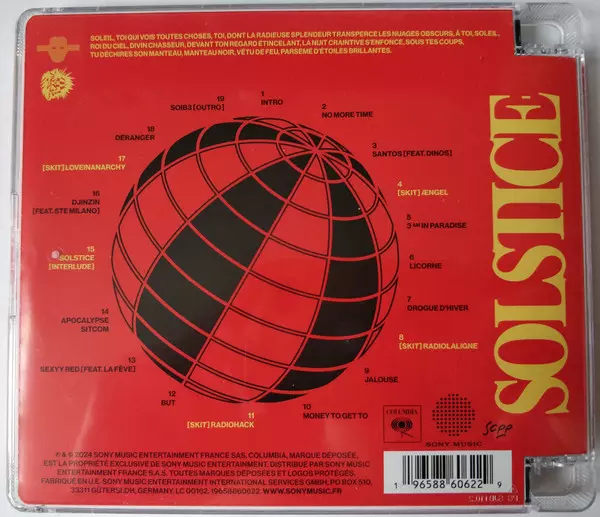 SOLEIL, TOI QUI VOIS TOUTES CHOSES, TOI, DONT LA RADIEUSE SPLENDEUR TRANSPERCE LES NUAGES OBSCURS, À TOI, SOLEIL,
ROI DU CIEL, DIVIN CHASSEUR, DEVANT TON REGARD ÉTINCELANT, LA NUIT CRAINTIVE S'ENFONCE, SOUS TES COUPS,
TU DÉCHIRES SON MANTEAU, MANTEAU NOIR, VÊTU DE FEU, PARSEMÉ D'ÉTOILES BRILLANTES.
1
INTRO
2
NO MORE TIME
3
SANTOS [FEAT. DINOS]
4
[SKIT] ÆNGEL
5
3 AM IN PARADISE
6
LICORNE
7
DROGUE D'HIVER
8
[SKIT] RADIOLALIGNE
9
JALOUSE
10
MONEY TO GET TO
11
[SKIT] RADIOHACK
12
BUT
13
SEXYY RED [FEAT. LA FÈVE]
14
APOCALYPSE
SITCOM
15
SOLSTICE
[INTERLUDE]
16
DJINZIN
[FEAT. STE MILANO]
17
[SKIT] LOVEINANARCHY
18
DÉRANGER
19
SOIB3 [OUTRO]
SOLSTICE
COLUMBIA
SONY MUSIC
℗ & © 2024 SONY MUSIC ENTERTAINMENT FRANCE SAS, COLUMBIA, MARQUE DÉPOSÉE,
EST LA PROPRIÉTÉ EXCLUSIVE DE SONY MUSIC ENTERTAINMENT. DISTRIBUÉ PAR SONY MUSIC
ENTERTAINMENT FRANCE S.A.S. TOUTES MARQUES DÉPOSÉES ET LOGOS PROTÉGÉS.
FABRIQUÉ EN U.E. SONY MUSIC ENTERTAINMENT INTERNATIONAL SERVICES GMBH, PO BOX 510,
33311 GÜTERSLOH, GERMANY, LC 00162. 19658860622. WWW.SONYMUSIC.FR
1 96588 60622 9